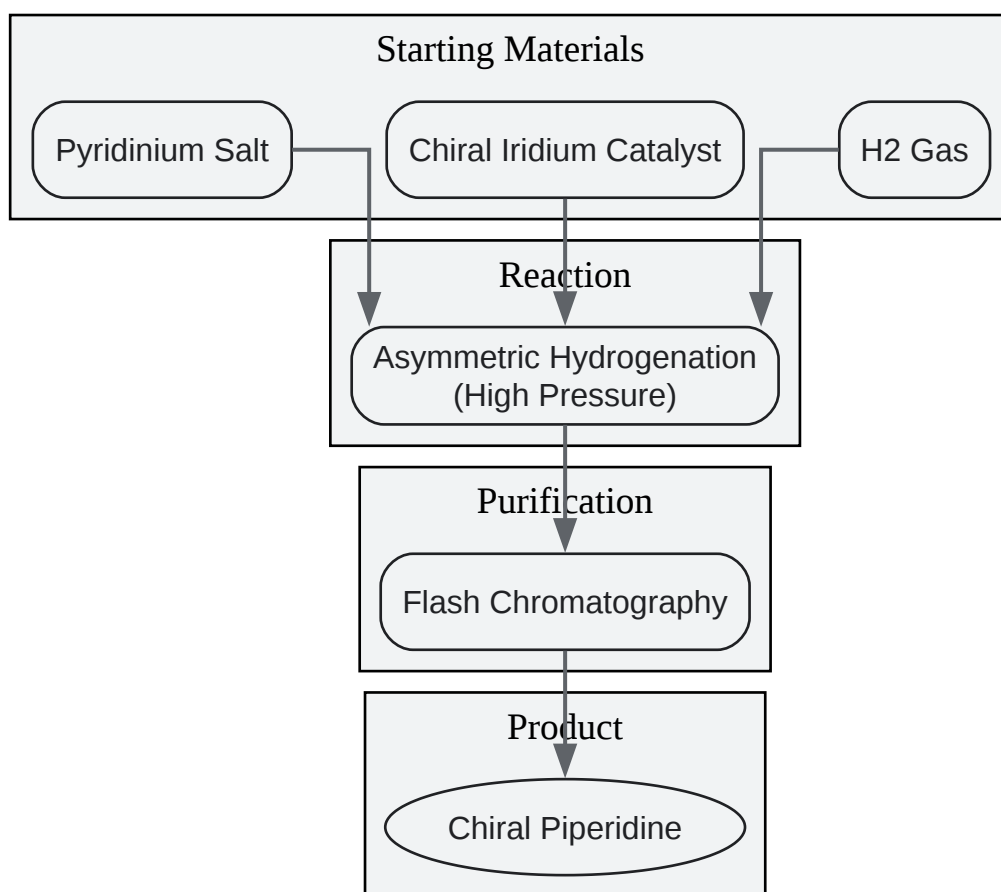 Starting Materials
Pyridinium Salt
Chiral Iridium Catalyst
H2 Gas
Reaction
Asymmetric Hydrogenation
(High Pressure)
Purification
Flash Chromatography
Product
Chiral Piperidine